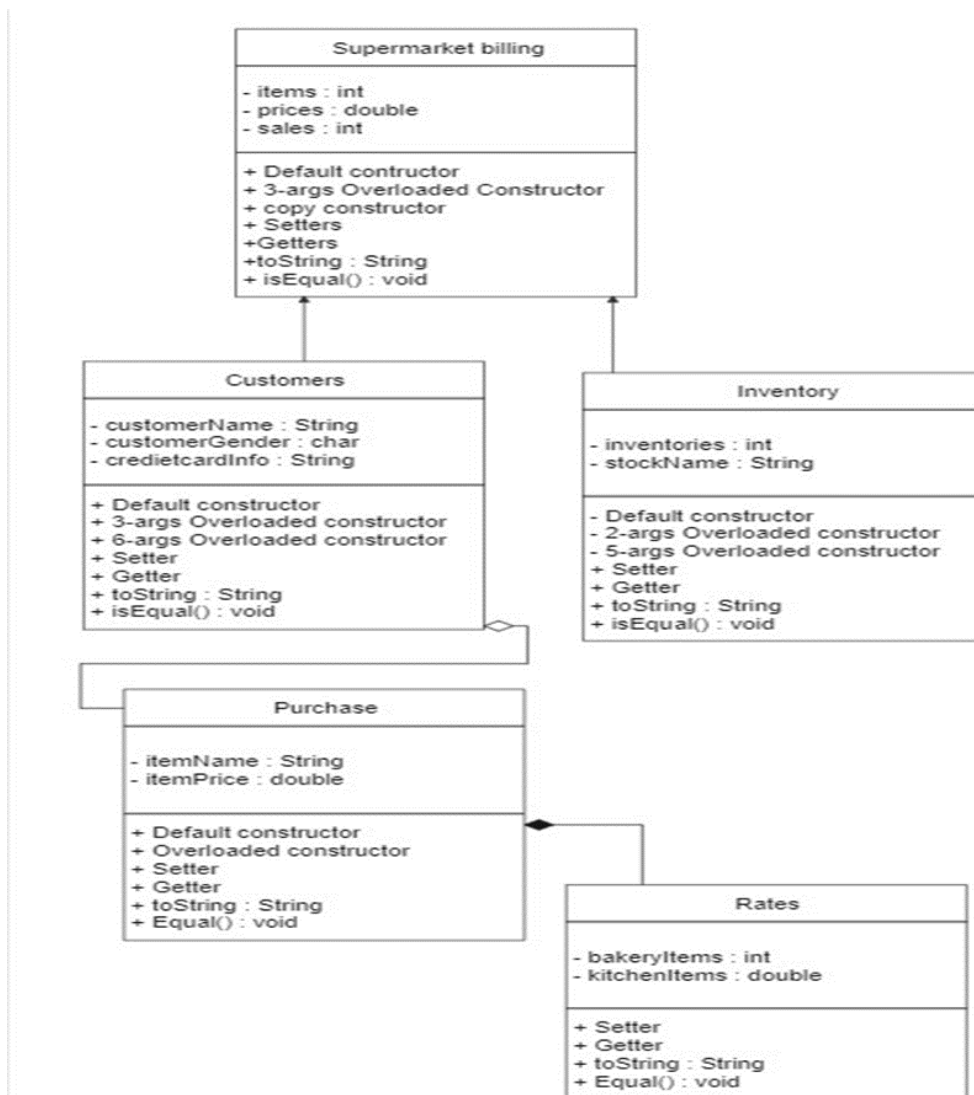 Supermarket billing
- items : int
- prices : double
- sales : int
+ Default contructor
+ 3-args Overloaded Constructor
+ copy constructor
+ Setters
+Getters
+toString : String
+ isEqual() : void
Customers
- customerName : String
- customerGender : char
- credietcardInfo : String
+ Default constructor
+ 3-args Overloaded constructor
+ 6-args Overloaded constructor
+ Setter
+ Getter
+ toString : String
+ isEqual() : void
Inventory
- inventories : int
- stockName : String
- Default constructor
- 2-args Overloaded constructor
- 5-args Overloaded constructor
+ Setter
+ Getter
+ toString : String
+ isEqual() : void
Purchase
- itemName : String
- itemPrice : double
+ Default constructor
+ Overloaded constructor
+ Setter
+ Getter
+ toString : String
+ Equal() : void
Rates
- bakeryItems : int
- kitchenItems : double
+ Setter
+ Getter
+ toString : String
+ Equal() : void